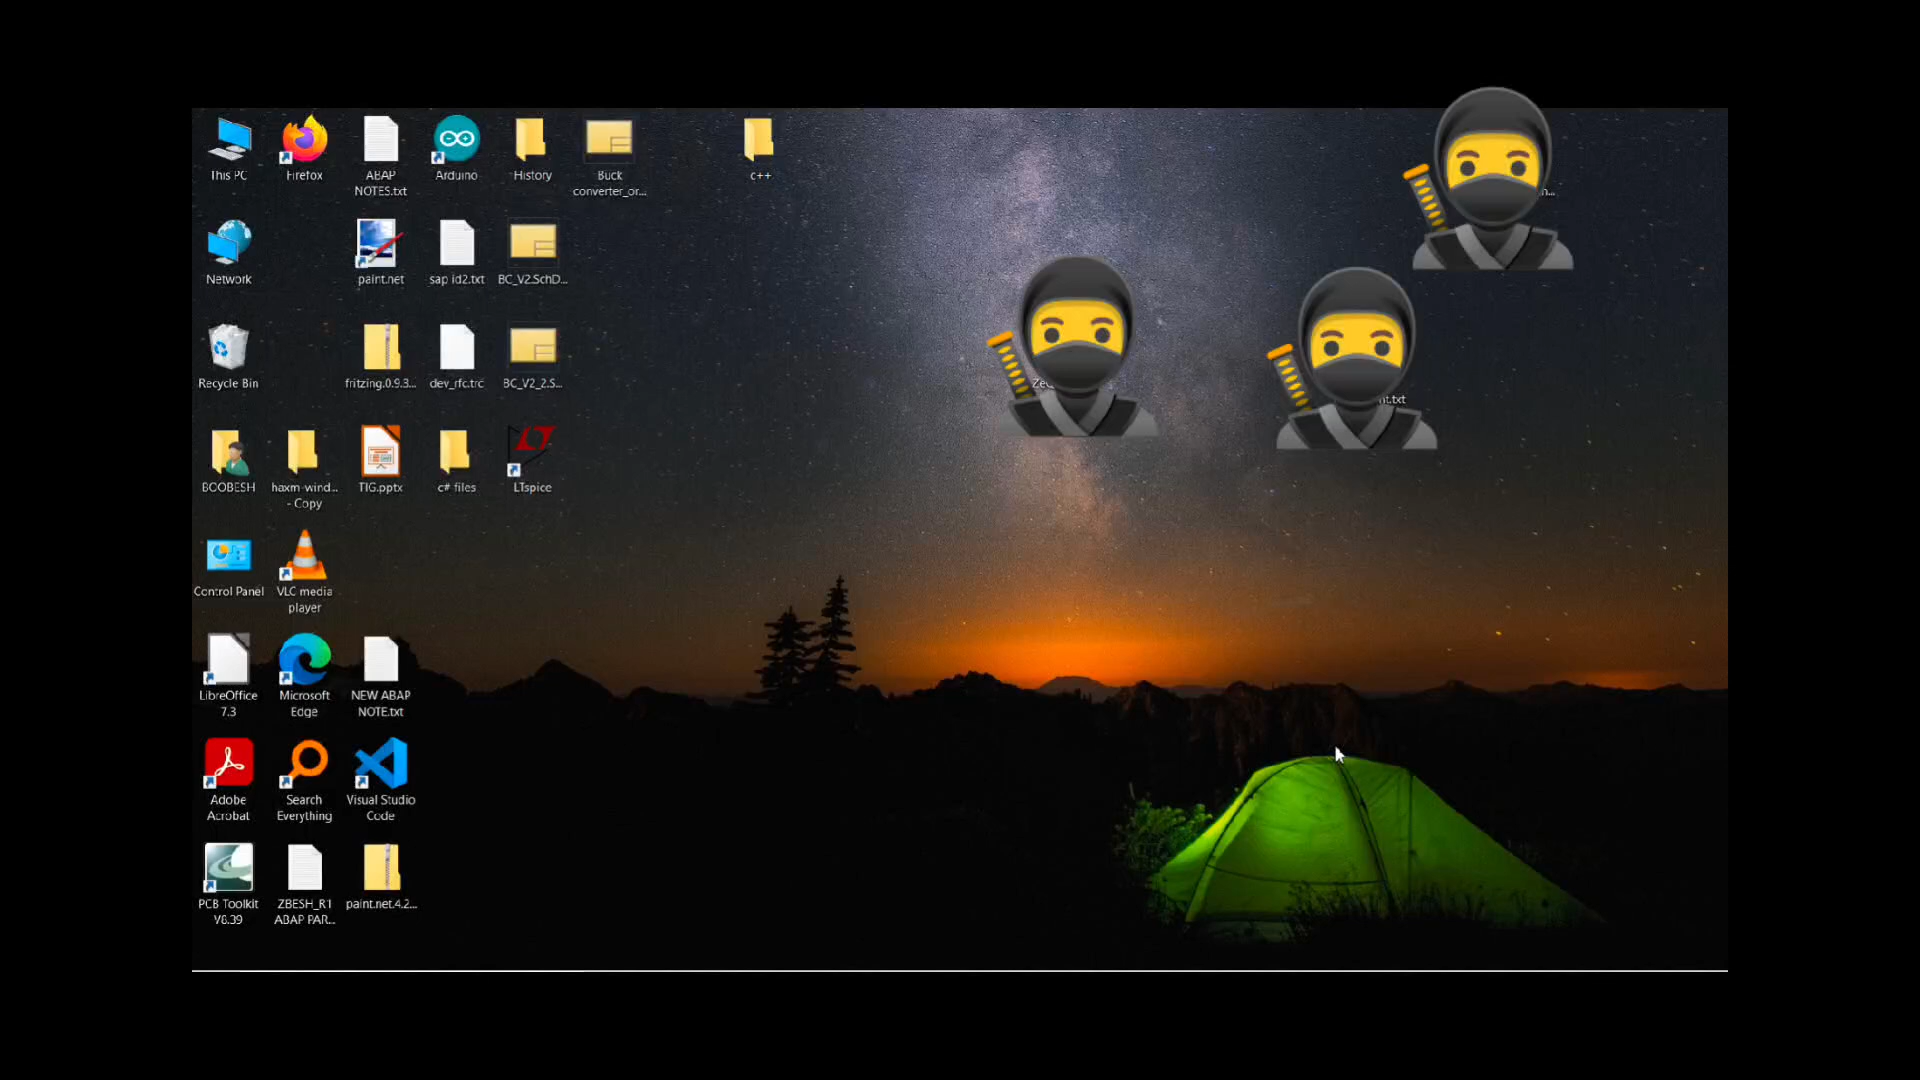 This PC
Firefox
ABAP
NOTES.txt
Arduino
History
Buck
converter_or...
c++
Network
paint.net
sap id2.txt
BC_V2.SchD...
Recycle Bin
fritzing.0.9.3...
dev_rfc.trc
BC_V2_2.S...
nt.txt
BOOBESH
haxm-wind...
- Copy
TIG.pptx
c# files
LTspice
Control Panel
VLC media
player
LibreOffice
7.3
Microsoft
Edge
NEW ABAP
NOTE.txt
Adobe
Acrobat
Search
Everything
Visual Studio
Code
PCB Toolkit
V8.39
ZBESH_R1
ABAP PAR...
paint.net.4.2...